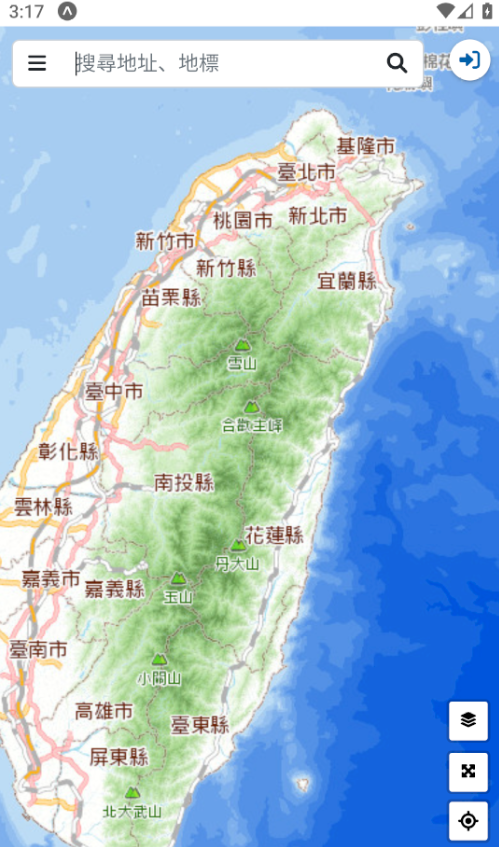 3:17
搜尋地址、地標
棉花
基隆市
臺北市
桃園市
新北市
新竹市
新竹縣
宜蘭縣
苗栗縣
雪山
臺中市
合歡主峰
彰化縣
南投縣
雲林縣
花蓮縣
丹大山
嘉義市
嘉義縣
玉山
臺南市
小關山
高雄市
臺東縣
屏東縣
北大武山